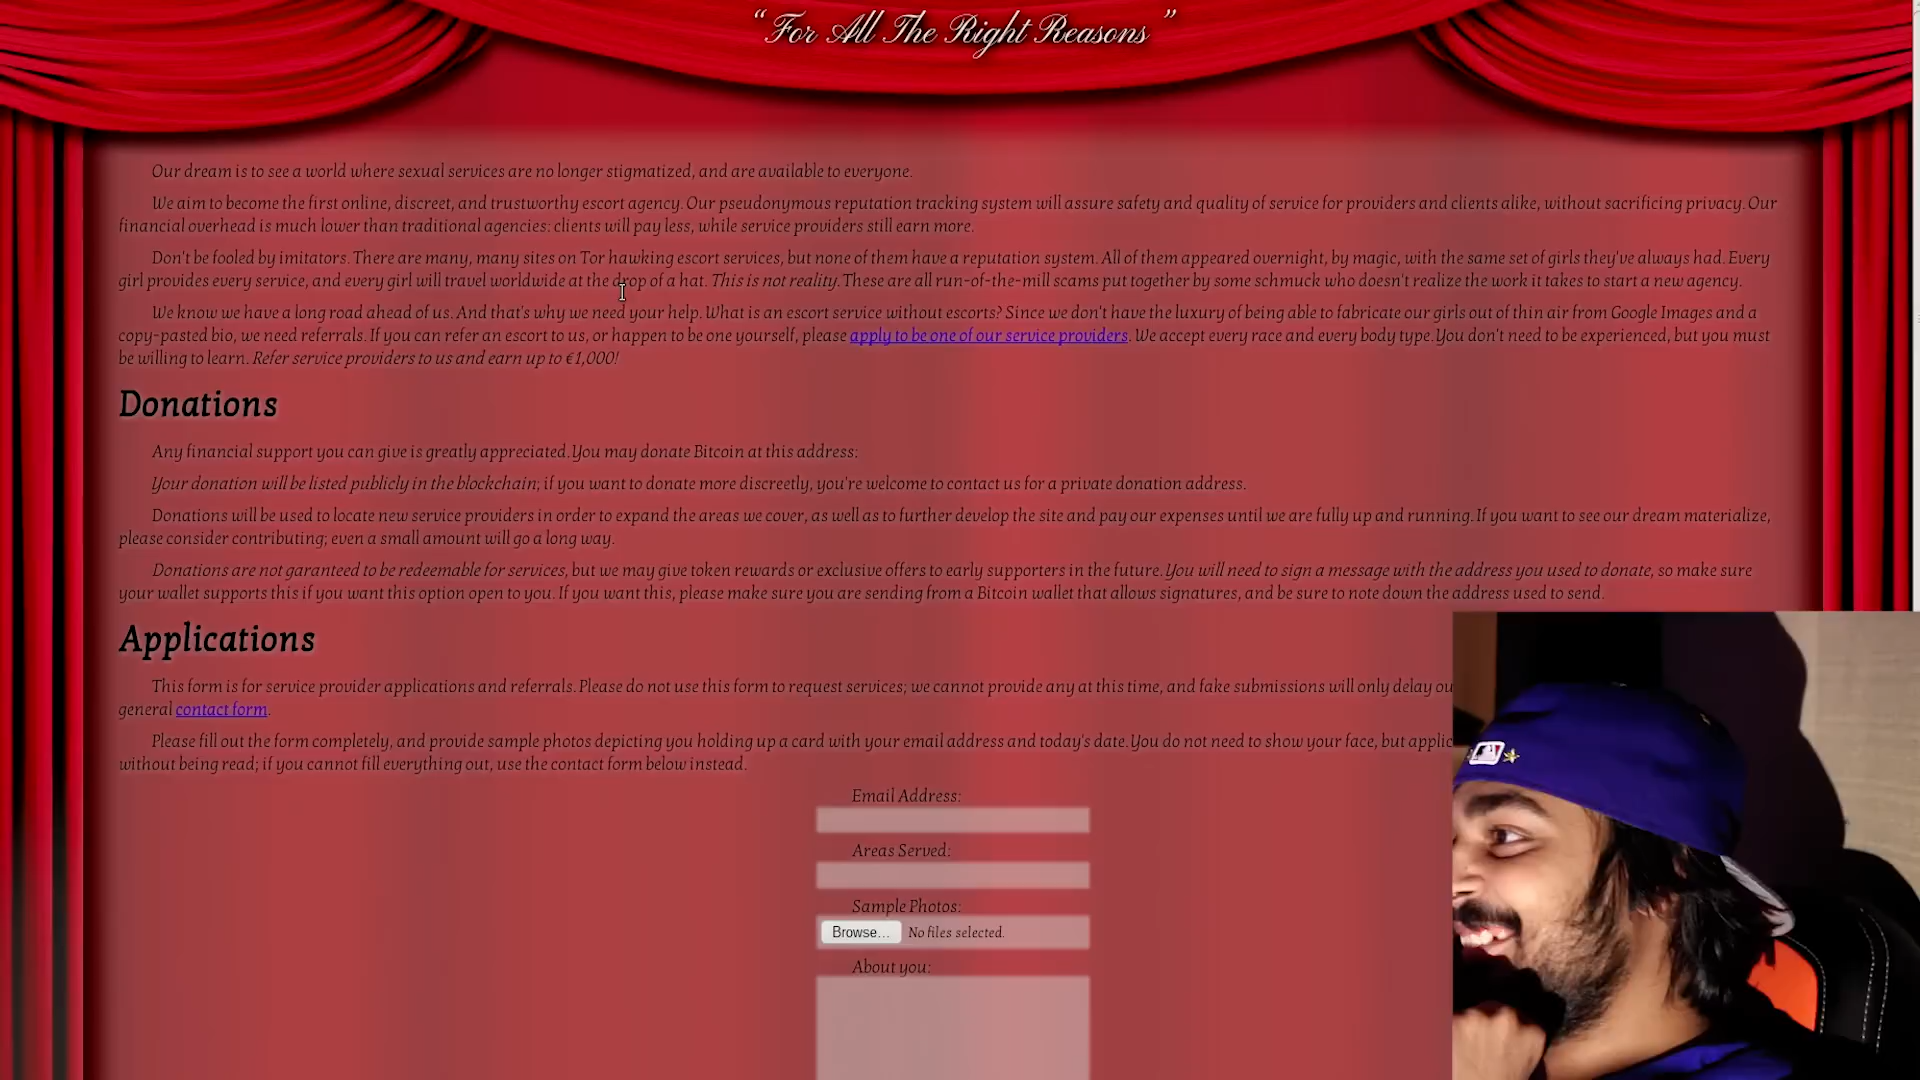 “ For All The Right Reasons ”
Our dream is to see a world where sexual services are no longer stigmatized, and are available to everyone.
We aim to become the first online, discreet, and trustworthy escort agency. Our pseudonymous reputation tracking system will assure safety and quality of service for providers and clients alike, without sacrificing privacy. Our
financial overhead is much lower than traditional agencies: clients will pay less, while service providers still earn more.
Don't be fooled by imitators. There are many, many sites on Tor hawking escort services, but none of them have a reputation system. All of them appeared overnight, by magic, with the same set of girls they've always had. Every
girl provides every service, and every girl will travel worldwide at the drop of a hat. This is not reality. These are all run-of-the-mill scams put together by some schmuck who doesn't realize the work it takes to start a new agency.
We know we have a long road ahead of us. And that's why we need your help. What is an escort service without escorts? Since we don't have the luxury of being able to fabricate our girls out of thin air from Google Images and a
copy-pasted bio, we need referrals. If you can refer an escort to us, or happen to be one yourself, please apply to be one of our service providers. We accept every race and every body type. You don't need to be experienced, but you must
be willing to learn. Refer service providers to us and earn up to €1,000!
Donations
Any financial support you can give is greatly appreciated. You may donate Bitcoin at this address:
Your donation will be listed publicly in the blockchain; if you want to donate more discreetly, you're welcome to contact us for a private donation address.
Donations will be used to locate new service providers in order to expand the areas we cover, as well as to further develop the site and pay our expenses until we are fully up and running. If you want to see our dream materialize,
please consider contributing; even a small amount will go a long way.
Donations are not garanteed to be redeemable for services, but we may give token rewards or exclusive offers to early supporters in the future. You will need to sign a message with the address you used to donate, so make sure
your wallet supports this if you want this option open to you. If you want this, please make sure you are sending from a Bitcoin wallet that allows signatures, and be sure to note down the address used to send.
Applications
This form is for service provider applications and referrals. Please do not use this form to request services; we cannot provide any at this time, and fake submissions will only delay ou
general contact form.
Please fill out the form completely, and provide sample photos depicting you holding up a card with your email address and today's date. You do not need to show your face, but applic
without being read; if you cannot fill everything out, use the contact form below instead.
Email Address:
Areas Served:
Sample Photos:
Browse... No files selected.
About you: